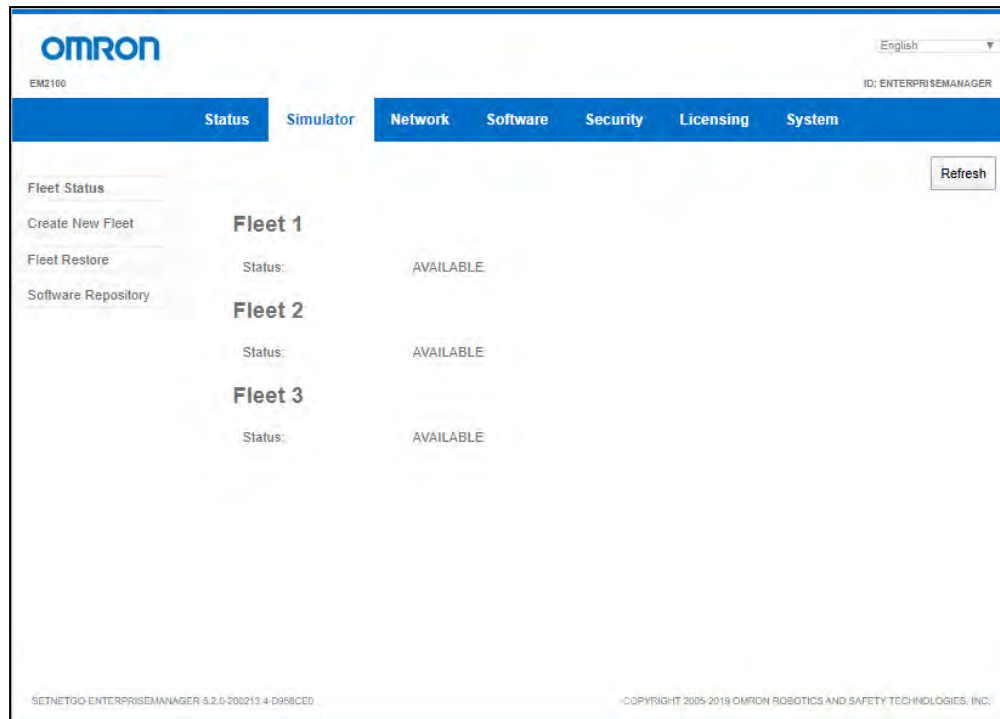 OMRON
English
EM2100
ID: ENTERPRISEMANAGER
Status Simulator Network Software Security Licensing System
Refresh
Fleet Status
Create New Fleet
Fleet Restore
Software Repository
Fleet 1
Status: AVAILABLE
Fleet 2
Status: AVAILABLE
Fleet 3
Status: AVAILABLE
SETNETGO ENTERPRISEMANAGER-5.2.0-200213.4-D958CE0
COPYRIGHT 2005-2019 OMRON ROBOTICS AND SAFETY TECHNOLOGIES, INC.